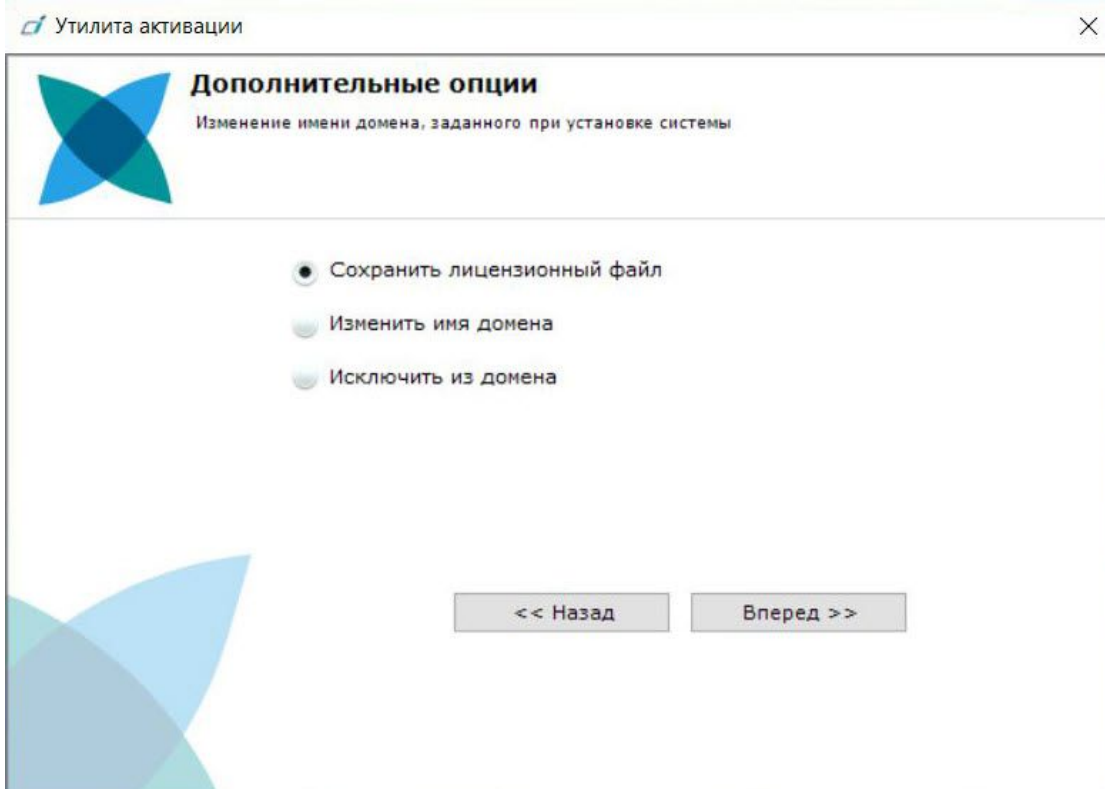 Утилита активации
Дополнительные опции
Изменение имени домена, заданного при установке системы
Сохранить лицензионный файл
Изменить имя домена
Исключить из домена
<< Назад
Вперед >>